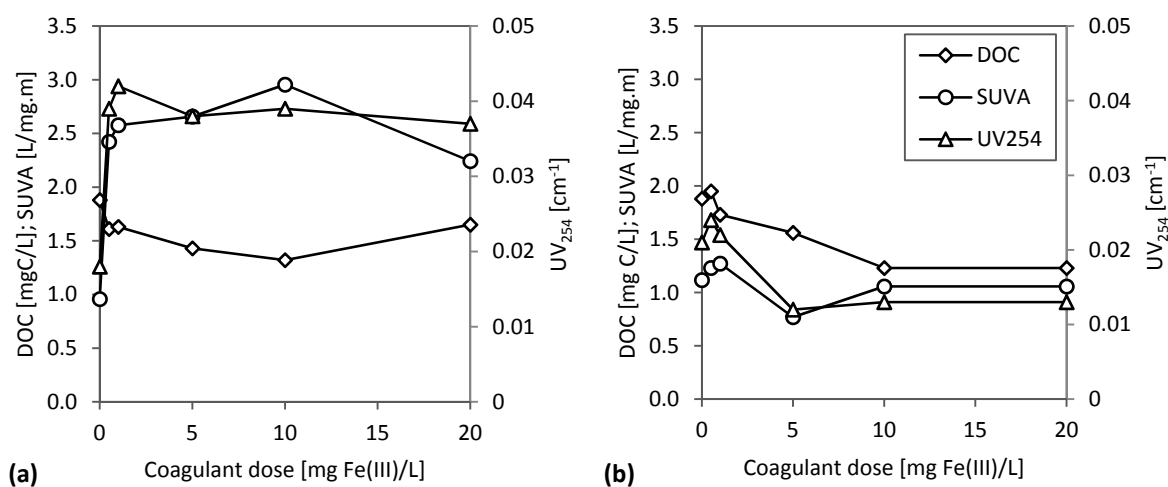 3.5
3.0
2.5
2.0
1.5
1.0
0.5
0.0
DOC [mgC/L]; SUVA [L/mg.m]
0.05
0.04
0.03
0.02
0.01
0
UV254 [cm-1]
0 5 10 15 20
Coagulant dose [mg Fe(III)/L]
(a)
3.5
3.0
2.5
2.0
1.5
1.0
0.5
0.0
DOC [mg C/L]; SUVA [L/mg.m]
DOC
SUVA
UV254
0.05
0.04
0.03
0.02
0.01
0
UV254 [cm-1]
0 5 10 15 20
Coagulant dose [mg Fe(III)/L]
(b)